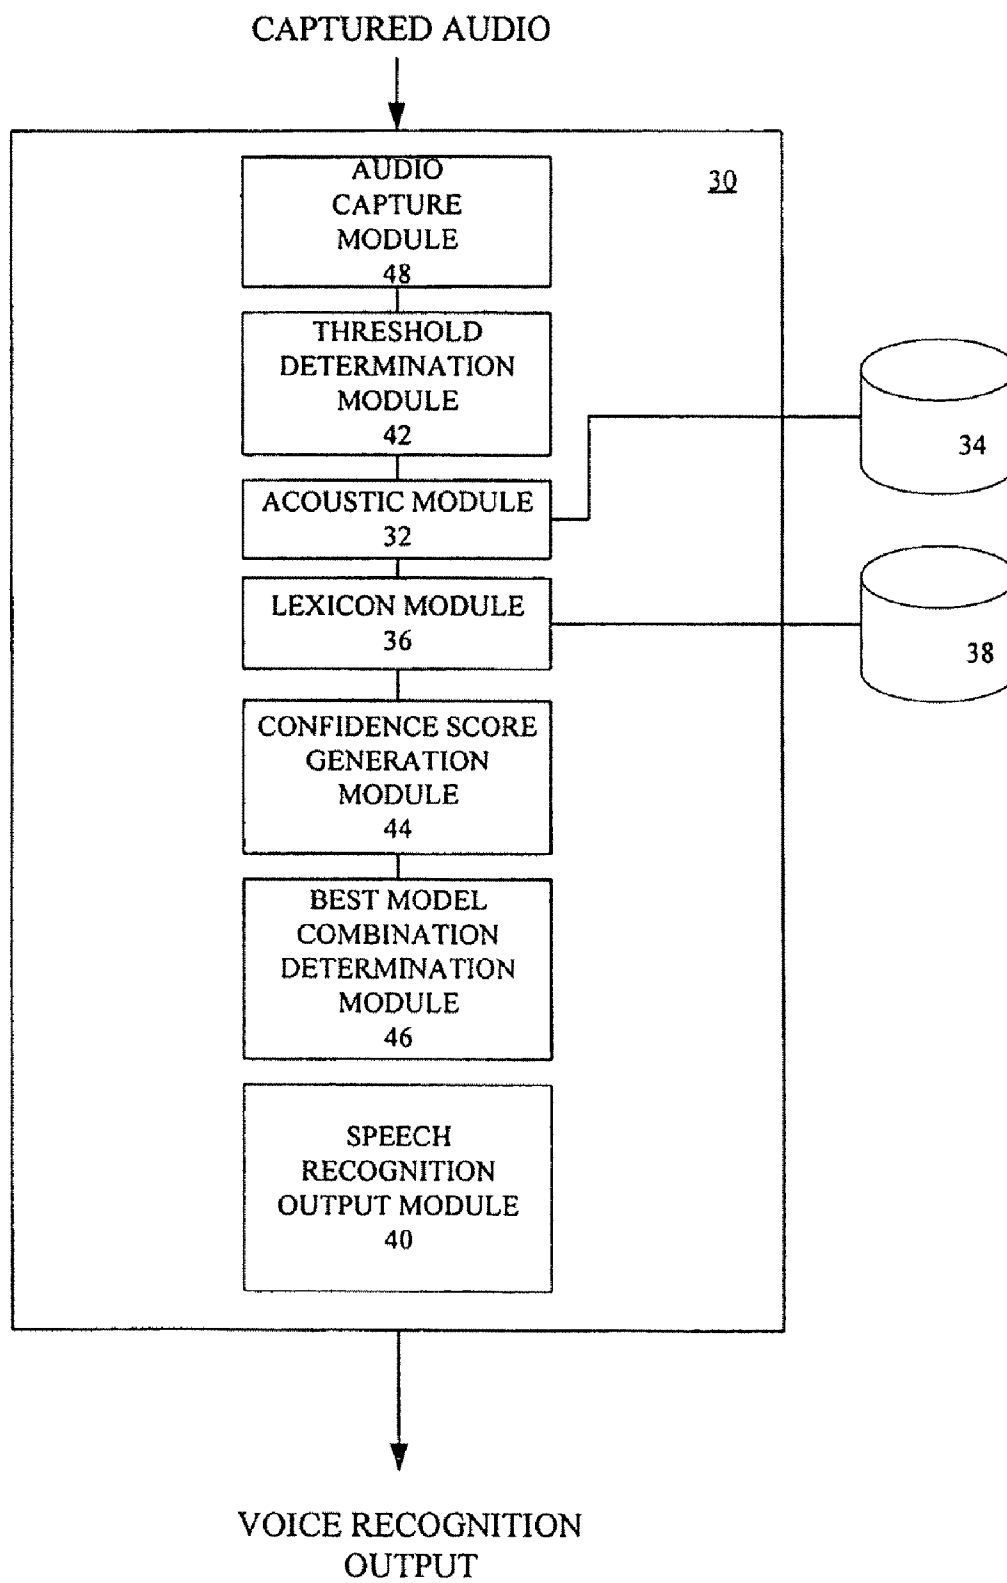 CAPTURED AUDIO
30
AUDIO
CAPTURE
MODULE
48
THRESHOLD
DETERMINATION
MODULE
42
34
ACOUSTIC MODULE
32
LEXICON MODULE
36
38
CONFIDENCE SCORE
GENERATION
MODULE
44
BEST MODEL
COMBINATION
DETERMINATION
MODULE
46
SPEECH
RECOGNITION
OUTPUT MODULE
40
VOICE RECOGNITION
OUTPUT